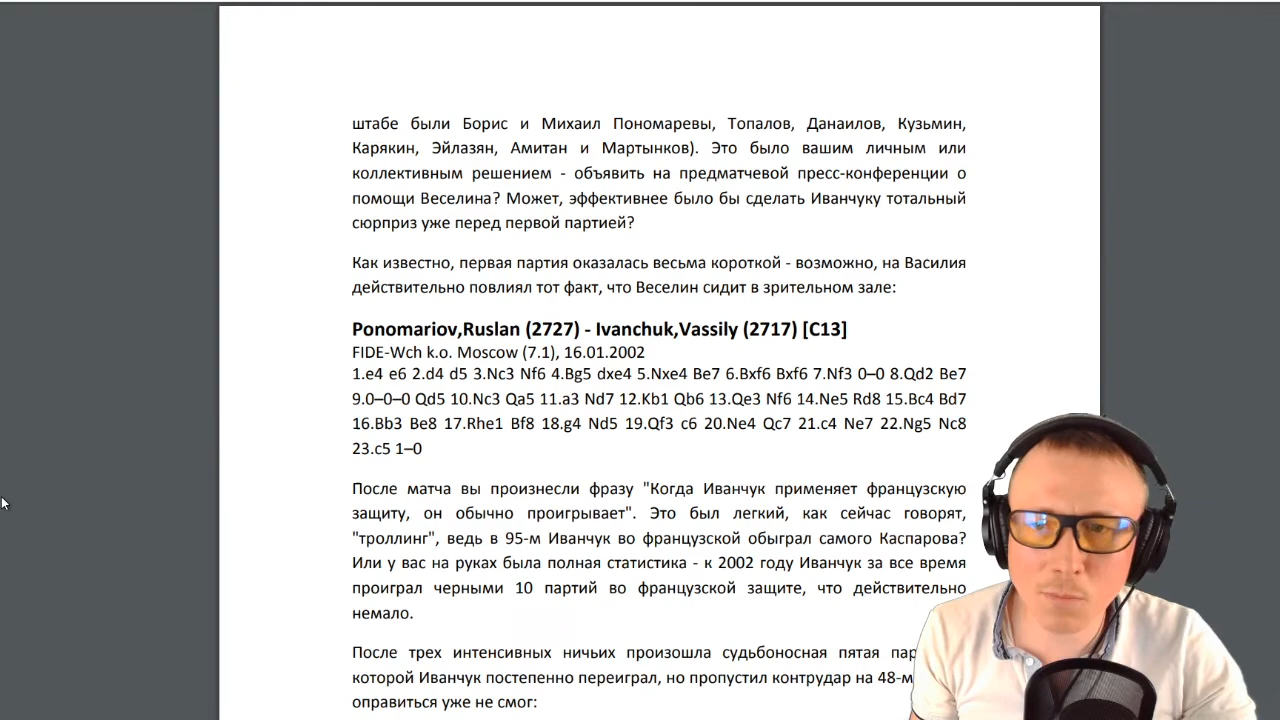 штабе были Борис и Михаил Пономаревы, Топалов, Данаилов, Кузьмин,
Карякин, Эйлазян, Амитан и Мартынков). Это было вашим личным или
коллективным решением - объявить на предматчевой пресс-конференции о
помощи Веселина? Может, эффективнее было бы сделать Иванчуку тотальный
сюрприз уже перед первой партией?
Как известно, первая партия оказалась весьма короткой - возможно, на Василия
действительно повлиял тот факт, что Веселин сидит в зрительном зале:
Ponomariov,Ruslan (2727) - Ivanchuk,Vassily (2717) [C13]
FIDE-Wch k.o. Moscow (7.1), 16.01.2002
1.e4 e6 2.d4 d5 3.Nc3 Nf6 4.Bg5 dxe4 5.Nxe4 Be7 6.Bxf6 Bxf6 7.Nf3 0–0 8.Qd2 Be7
9.0–0–0 Qd5 10.Nc3 Qa5 11.a3 Nd7 12.Kb1 Qb6 13.Qe3 Nf6 14.Ne5 Rd8 15.Bc4 Bd7
16.Bb3 Be8 17.Rhe1 Bf8 18.g4 Nd5 19.Qf3 c6 20.Ne4 Qc7 21.c4 Ne7 22.Ng5 Nc8
23.c5 1–0
После матча вы произнесли фразу "Когда Иванчук применяет французскую
защиту, он обычно проигрывает". Это был легкий, как сейчас говорят,
"троллинг", ведь в 95-м Иванчук во французской обыграл самого Каспарова?
Или у вас на руках была полная статистика - к 2002 году Иванчук за все время
проиграл черными 10 партий во французской защите, что действительно
немало.
После трех интенсивных ничьих произошла судьбоносная пятая
которой Иванчук постепенно переиграл, но пропустил контрудар на
оправиться уже не смог: